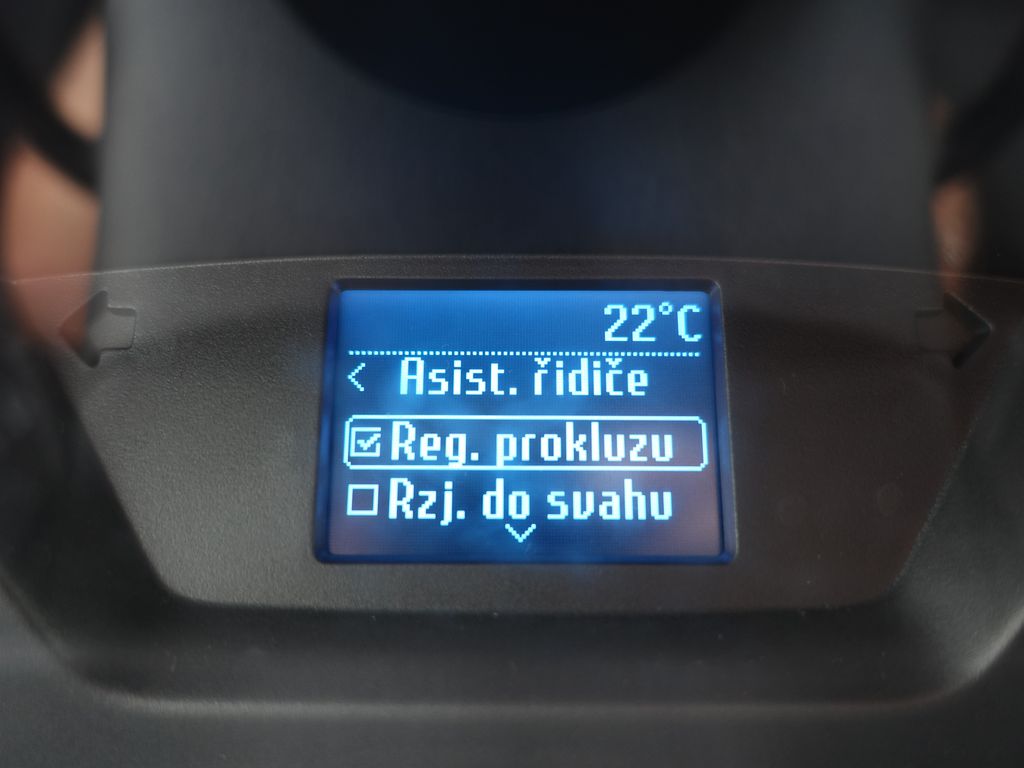 22°C
< Asist. řidiče
Reg. prokluzu
Rzj. do svahu